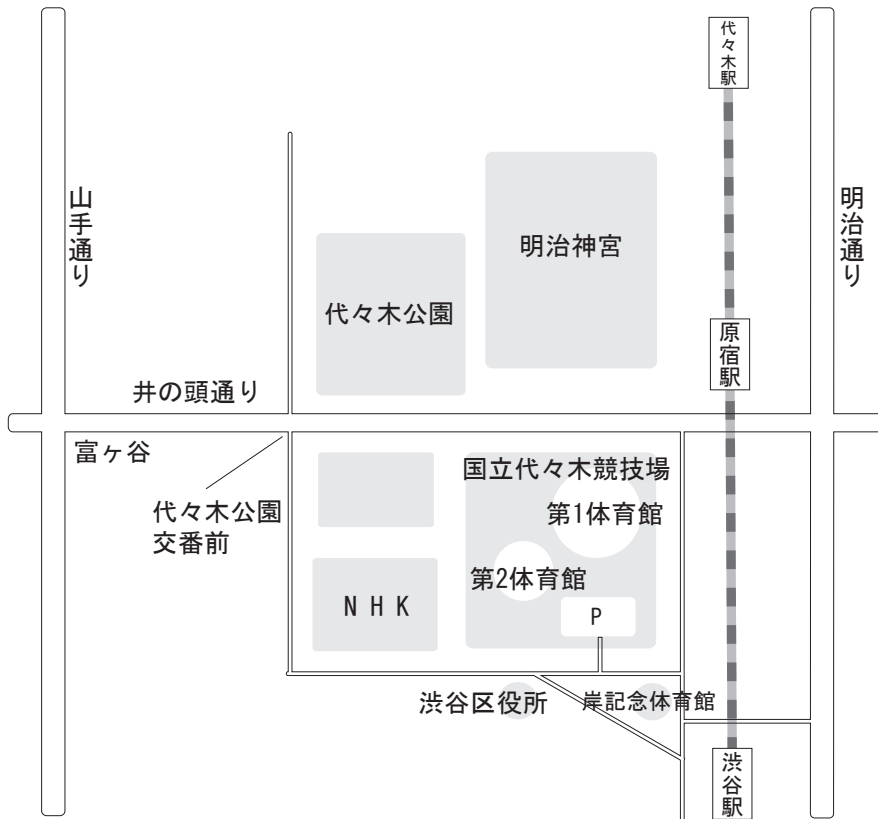 代々木駅
山手通り
明治通り
明治神宮
代々木公園
原宿駅
井の頭通り
富ヶ谷
国立代々木競技場
代々木公園
交番前
第1体育館
第2体育館
NHK
P
渋谷区役所
岸記念体育館
渋谷駅